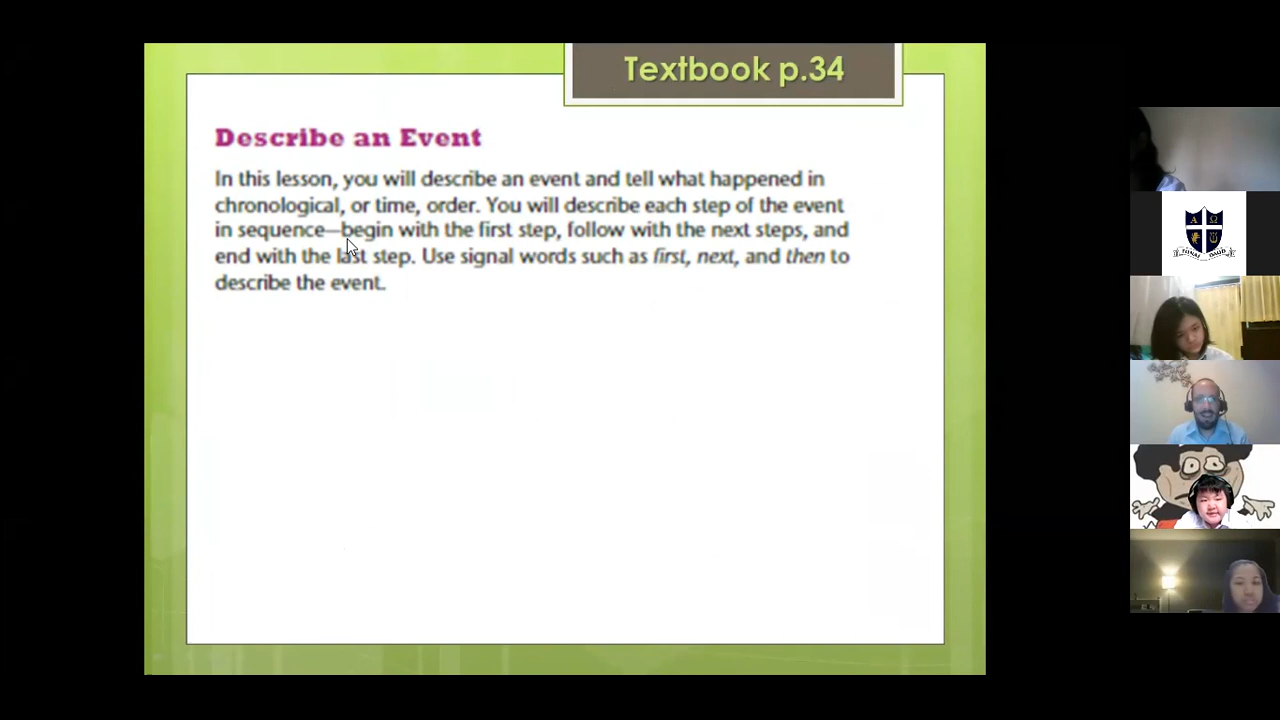 Textbook p.34
Describe an Event
In this lesson, you will describe an event and tell what happened in
chronological, or time, order. You will describe each step of the event
in sequence—begin with the first step, follow with the next steps, and
end with the last step. Use signal words such as first, next, and then to
describe the event.
Α Ω